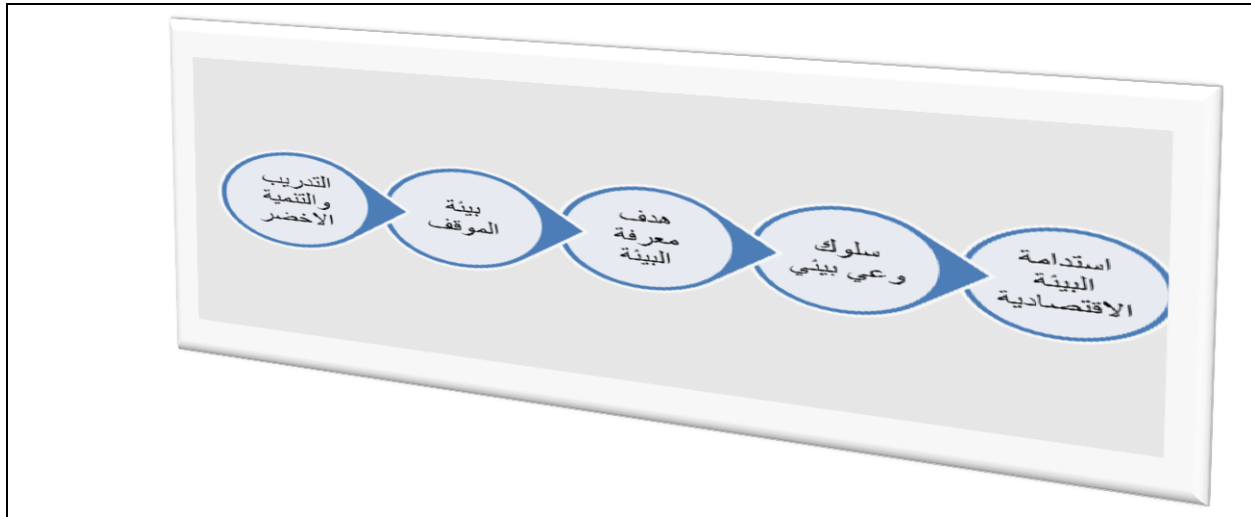 التدريب
والتنمية
الاخضر
بيئة
الموقف
هدف
معرفة
البيئة
سلوك
وعي بيئي
استدامة
البيئة
الاقتصادية